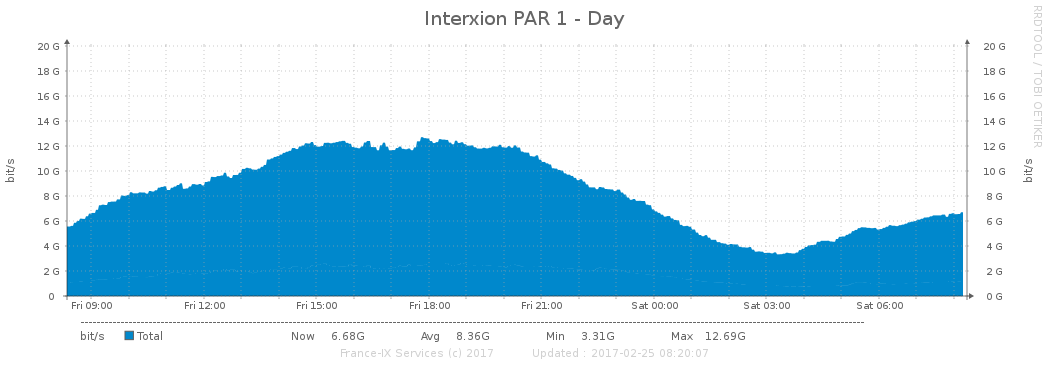 Interxion PAR 1 - Day
RRDTOOL / TOBI OETIKER
bit/s
20 G
18 G
16 G
14 G
12 G
10 G
8 G
6 G
4 G
2 G
0
20 G
18 G
16 G
14 G
12 G
10 G
8 G
6 G
4 G
2 G
0 G
bit/s
Fri 09:00 Fri 12:00 Fri 15:00 Fri 18:00 Fri 21:00 Sat 00:00 Sat 03:00 Sat 06:00
bit/s Total Now 6.68G Avg 8.36G Min 3.31G Max 12.69G
France-IX Services (c) 2017 Updated : 2017-02-25 08:20:07